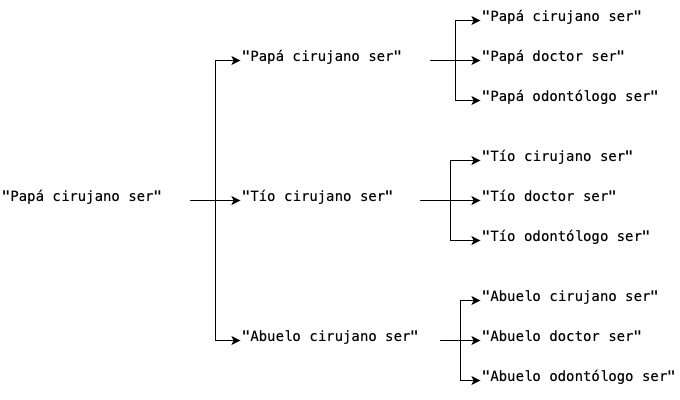 "Papá cirujano ser"
"Papá cirujano ser"
"Papá cirujano ser"
"Papá doctor ser"
"Papá odontólogo ser"
"Tío cirujano ser"
"Tío cirujano ser"
"Tío doctor ser"
"Tío odontólogo ser"
"Abuelo cirujano ser"
"Abuelo cirujano ser"
"Abuelo doctor ser"
"Abuelo odontólogo ser"